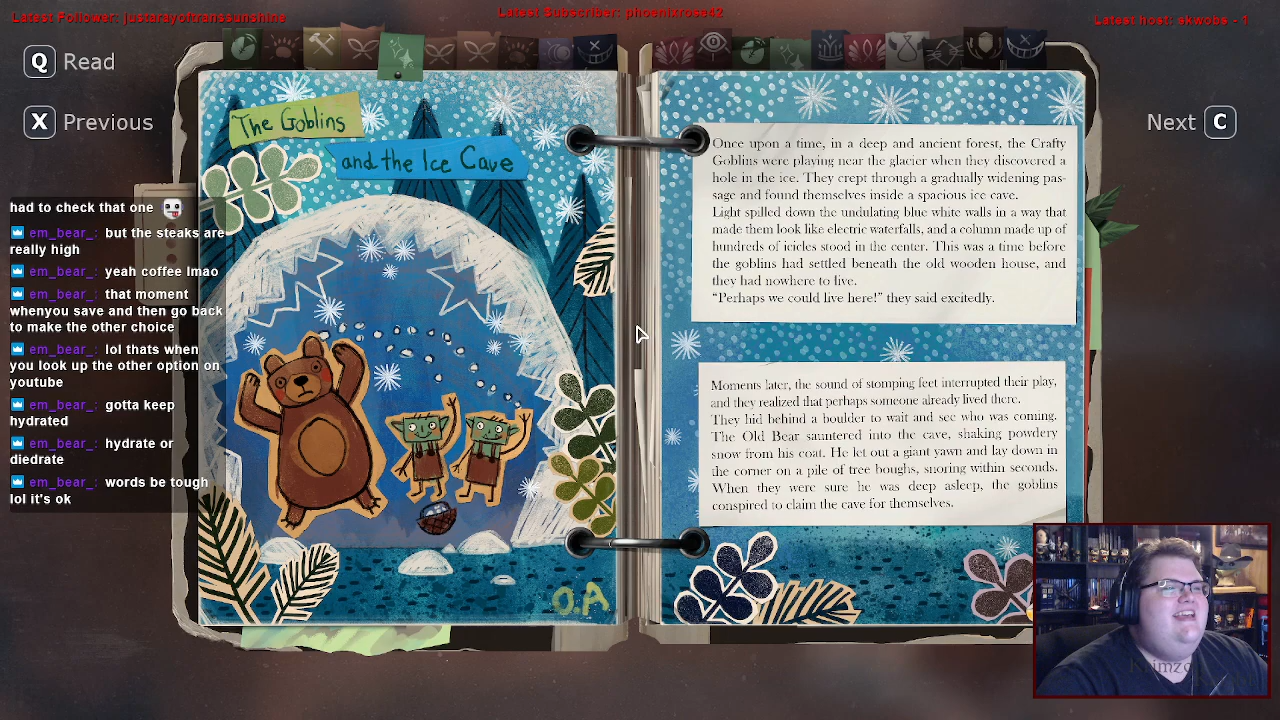 Latest Follower: justarayoftranssunshine
Latest Subscriber: phoenixrose42
Latest host: skwobs - 1
Q Read
X Previous
Next C
had to check that one
em_bear_: but the steaks are
really high
em_bear_: yeah coffee lmao
em_bear_: that moment
whenyou save and then go back
to make the other choice
em_bear_: lol thats when
you look up the other option on
youtube
em_bear_: gotta keep
hydrated
em_bear_: hydrate or
diedrate
em_bear_: words be tough
lol it's ok
The Goblins
and the Ice Cave
O.A
Once upon a time, in a deep and ancient forest, the Crafty
Goblins were playing near the glacier when they discovered a
hole in the ice. They crept through a gradually widening pas-
sage and found themselves inside a spacious ice cave.
Light spilled down the undulating blue white walls in a way that
made them look like electric waterfalls, and a column made up of
hundreds of icicles stood in the center. This was a time before
the goblins had settled beneath the old wooden house, and
they had nowhere to live.
“Perhaps we could live here!” they said excitedly.
Moments later, the sound of stomping feet interrupted their play,
and they realized that perhaps someone already lived there.
They hid behind a boulder to wait and see who was coming.
The Old Bear sauntered into the cave, shaking powdery
snow from his coat. He let out a giant yawn and lay down in
the corner on a pile of tree boughs, snoring within seconds.
When they were sure he was deep asleep, the goblins
conspired to claim the cave for themselves.